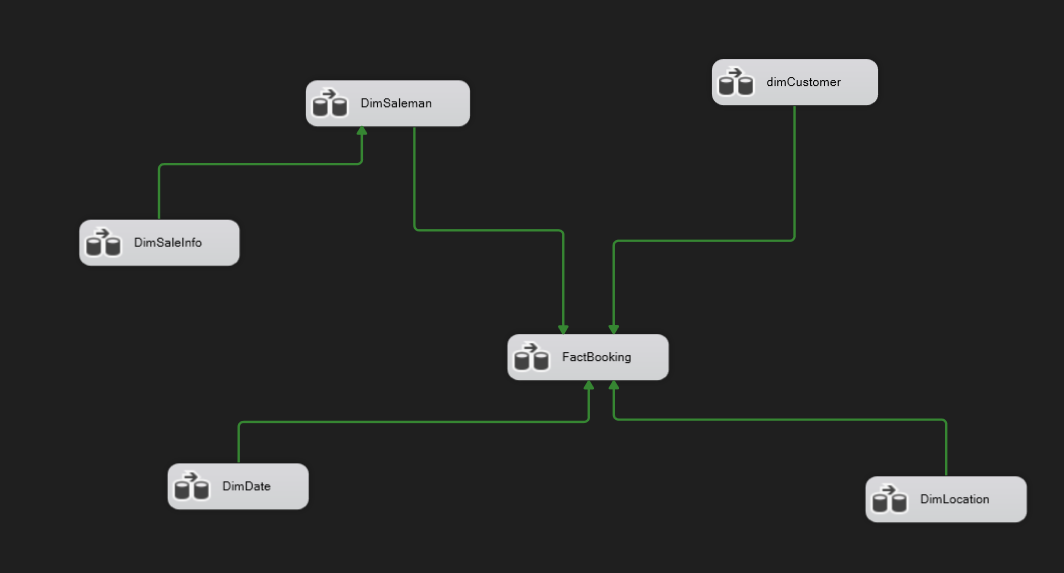 dimCustomer
DimSaleman
DimSaleInfo
FactBooking
DimDate
DimLocation